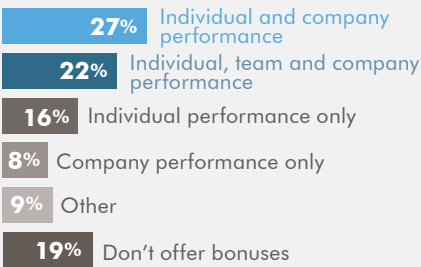 27% Individual and company
performance
22% Individual, team and company
performance
16% Individual performance only
8% Company performance only
9% Other
19% Don't offer bonuses